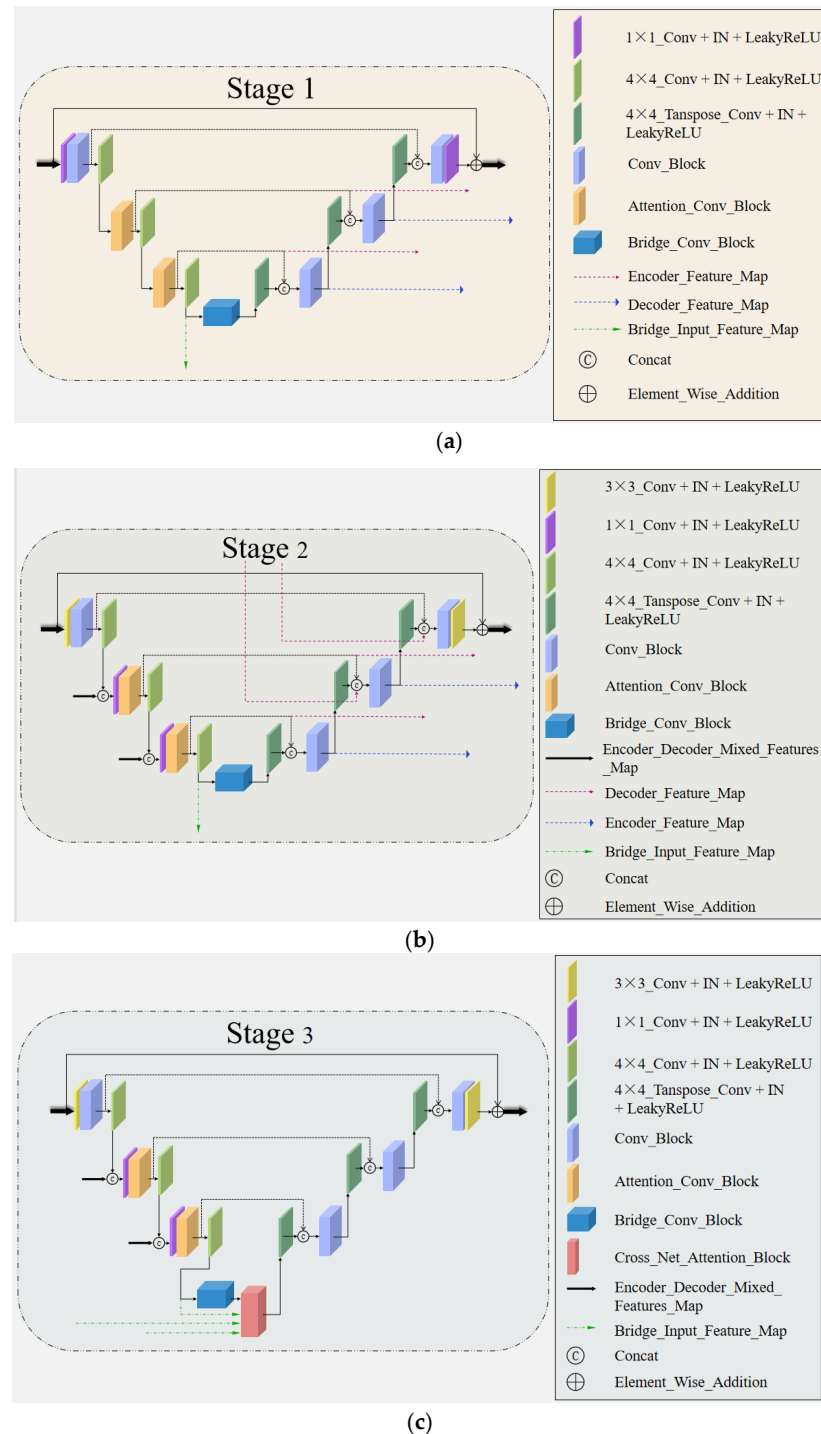 Stage 1
1×1_Conv + IN + LeakyReLU
4×4_Conv + IN + LeakyReLU
4×4_Tanspose_Conv + IN +
LeakyReLU
Conv_Block
Attention_Conv_Block
Bridge_Conv_Block
Encoder_Feature_Map
Decoder_Feature_Map
Bridge_Input_Feature_Map
C
Concat
Element_Wise_Addition
C
C
C
(a)
Stage 2
3×3_Conv + IN + LeakyReLU
1×1_Conv + IN + LeakyReLU
4×4_Conv + IN + LeakyReLU
4×4_Tanspose_Conv + IN +
LeakyReLU
Conv_Block
Attention_Conv_Block
Bridge_Conv_Block
Encoder_Decoder_Mixed_Features
_Map
Decoder_Feature_Map
Encoder_Feature_Map
Bridge_Input_Feature_Map
C
Concat
Element_Wise_Addition
C
C
C
C
C
(b)
Stage 3
3×3_Conv + IN + LeakyReLU
1×1_Conv + IN + LeakyReLU
4×4_Conv + IN + LeakyReLU
4×4_Tanspose_Conv + IN
+ LeakyReLU
Conv_Block
Attention_Conv_Block
Bridge_Conv_Block
Cross_Net_Attention_Block
Encoder_Decoder_Mixed_
Features_Map
Bridge_Input_Feature_Map
C
Concat
Element_Wise_Addition
C
C
C
C
C
(c)